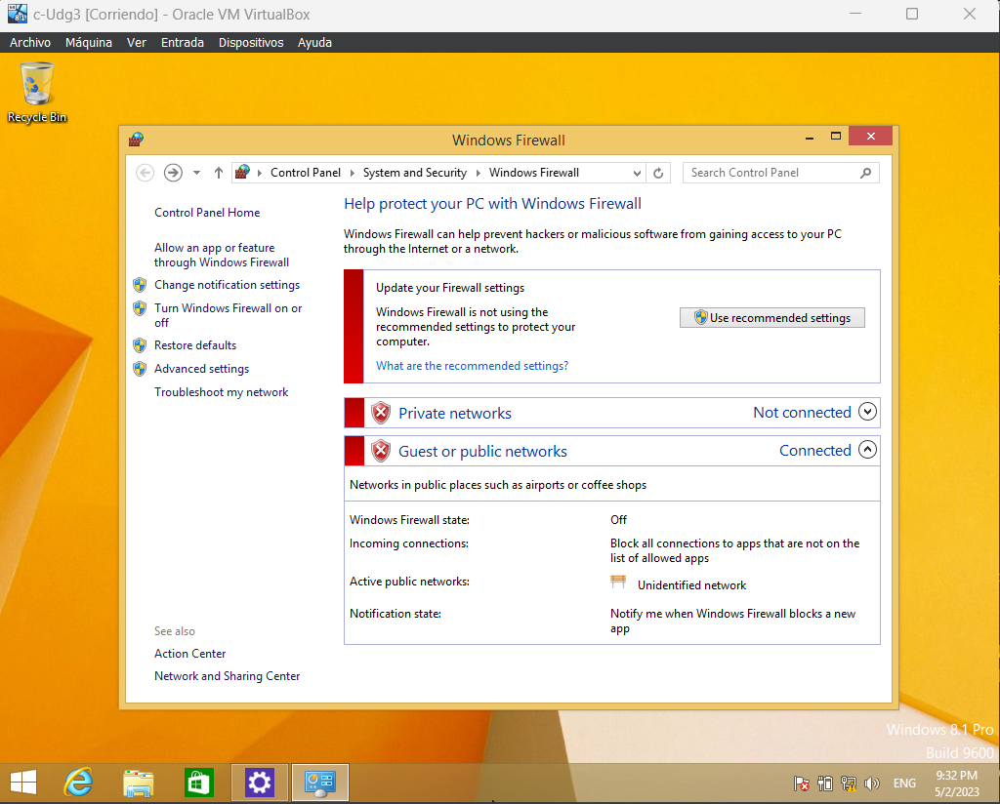 c-Udg3 [Corriendo] - Oracle VM VirtualBox
Archivo Máquina Ver Entrada Dispositivos Ayuda
Recycle Bin
Windows Firewall
Control Panel System and Security Windows Firewall
Search Control Panel
Control Panel Home
Allow an app or feature
through Windows Firewall
Change notification settings
Turn Windows Firewall on or
off
Restore defaults
Advanced settings
Troubleshoot my network
See also
Action Center
Network and Sharing Center
Help protect your PC with Windows Firewall
Windows Firewall can help prevent hackers or malicious software from gaining access to your PC
through the Internet or a network.
Update your Firewall settings
Windows Firewall is not using the
recommended settings to protect your
computer.
What are the recommended settings?
Use recommended settings
Private networks Not connected
Guest or public networks Connected
Networks in public places such as airports or coffee shops
Windows Firewall state: Off
Incoming connections: Block all connections to apps that are not on the
list of allowed apps
Active public networks: Unidentified network
Notification state: Notify me when Windows Firewall blocks a new
app
Windows 8.1 Pro
Build 9600
ENG
9:32 PM
5/2/2023